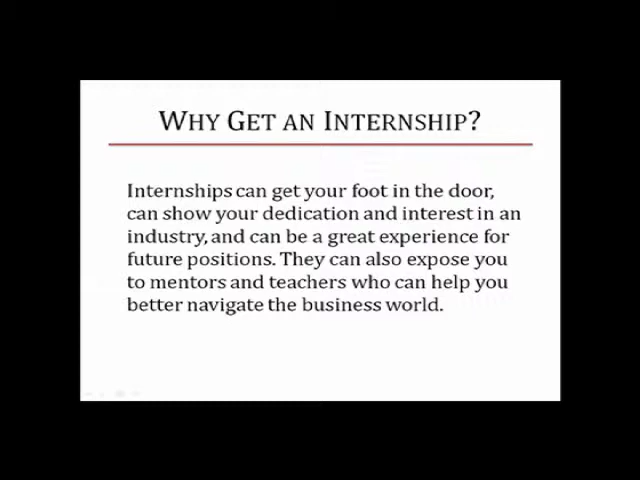 WHY GET AN INTERNSHIP?
Internships can get your foot in the door,
can show your dedication and interest in an
industry, and can be a great experience for
future positions. They can also expose you
to mentors and teachers who can help you
better navigate the business world.